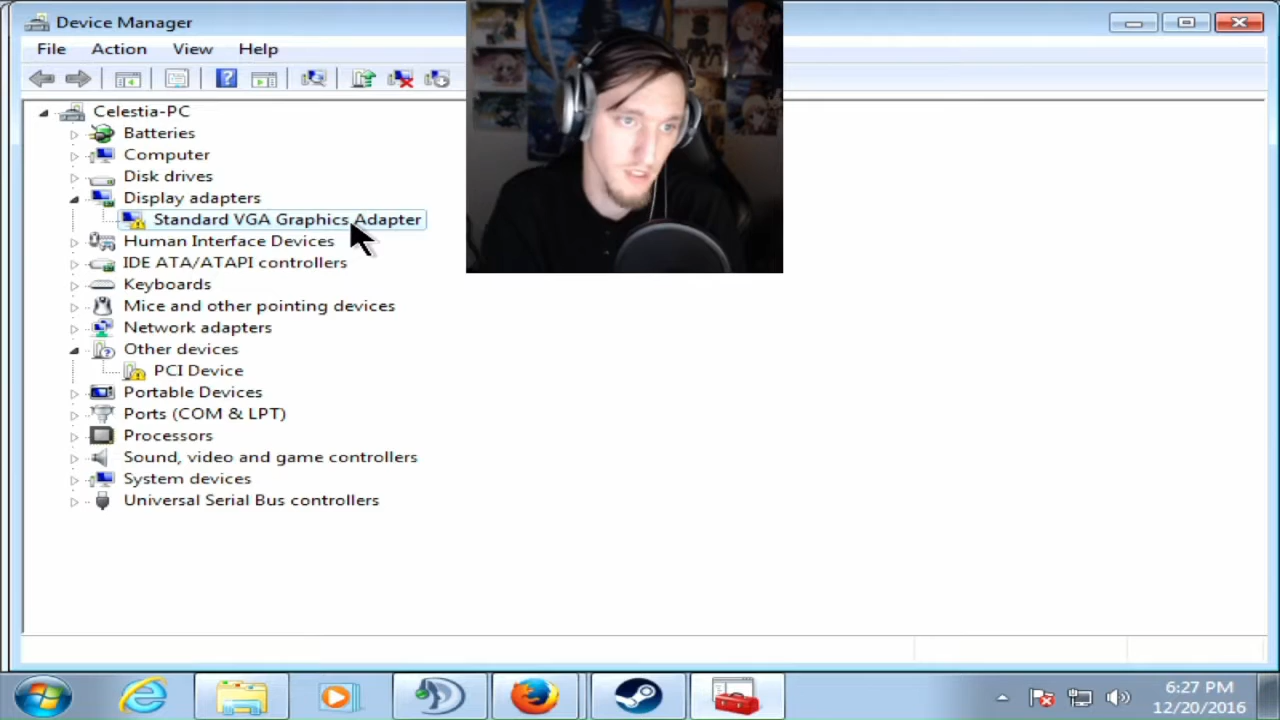 Device Manager
File Action View Help
Celestia-PC
Batteries
Computer
Disk drives
Display adapters
Standard VGA Graphics Adapter
Human Interface Devices
IDE ATA/ATAPI controllers
Keyboards
Mice and other pointing devices
Network adapters
Other devices
PCI Device
Portable Devices
Ports (COM & LPT)
Processors
Sound, video and game controllers
System devices
Universal Serial Bus controllers
6:27 PM
12/20/2016